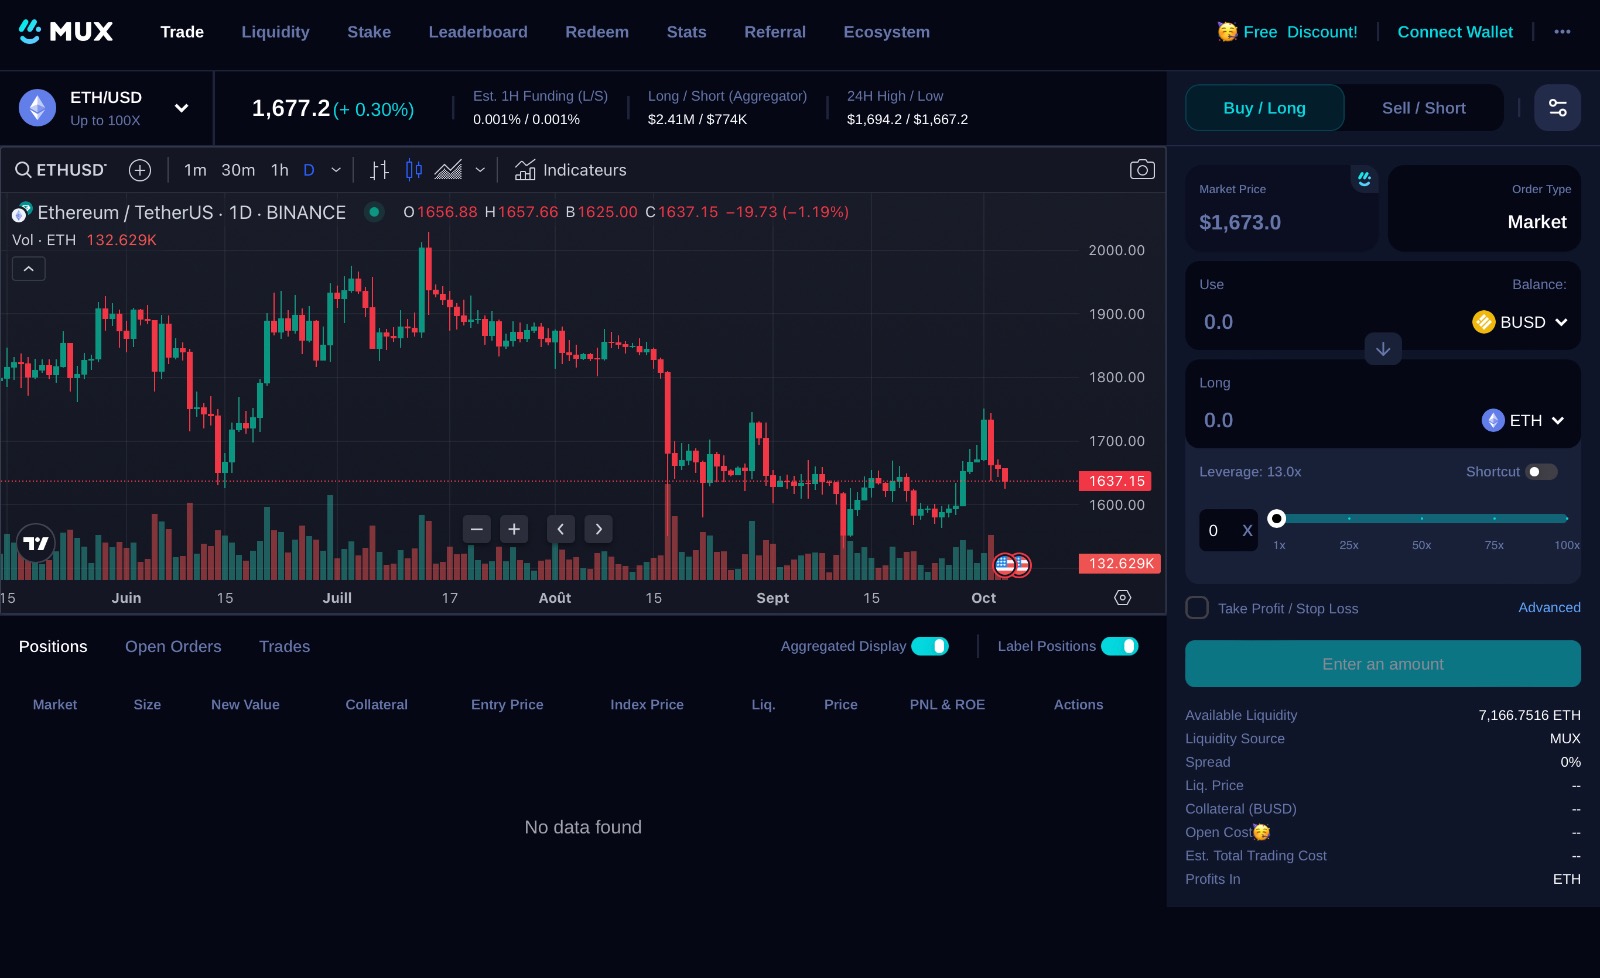 MUX
Trade
Liquidity
Stake
Leaderboard
Redeem
Stats
Referral
Ecosystem
🥳 Free Discount!
Connect Wallet
ETH/USD
Up to 100X
1,677.2 (+ 0.30%)
Est. 1H Funding (L/S)
0.001% / 0.001%
Long / Short (Aggregator)
$2.41M / $774K
24H High / Low
$1,694.2 / $1,667.2
Buy / Long
Sell / Short
ETHUSD
1m
30m
1h
D
Indicateurs
Ethereum / TetherUS · 1D · BINANCE
O1656.88 H1657.66 B1625.00 C1637.15 −19.73 (−1.19%)
Vol · ETH 132.629K
2000.00
1900.00
1800.00
1700.00
1637.15
1600.00
132.629K
15
Juin
15
Juill
17
Août
15
Sept
15
Oct
Market Price
$1,673.0
Order Type
Market
Use
Balance:
0.0
BUSD
Long
0.0
ETH
Leverage: 13.0x
Shortcut
0 X
1x
25x
50x
75x
100x
Take Profit / Stop Loss
Advanced
Enter an amount
Available Liquidity
7,166.7516 ETH
Liquidity Source
MUX
Spread
0%
Liq. Price
--
Collateral (BUSD)
--
Open Cost🥳
--
Est. Total Trading Cost
--
Profits In
ETH
Positions
Open Orders
Trades
Aggregated Display
Label Positions
Market
Size
New Value
Collateral
Entry Price
Index Price
Liq.
Price
PNL & ROE
Actions
No data found